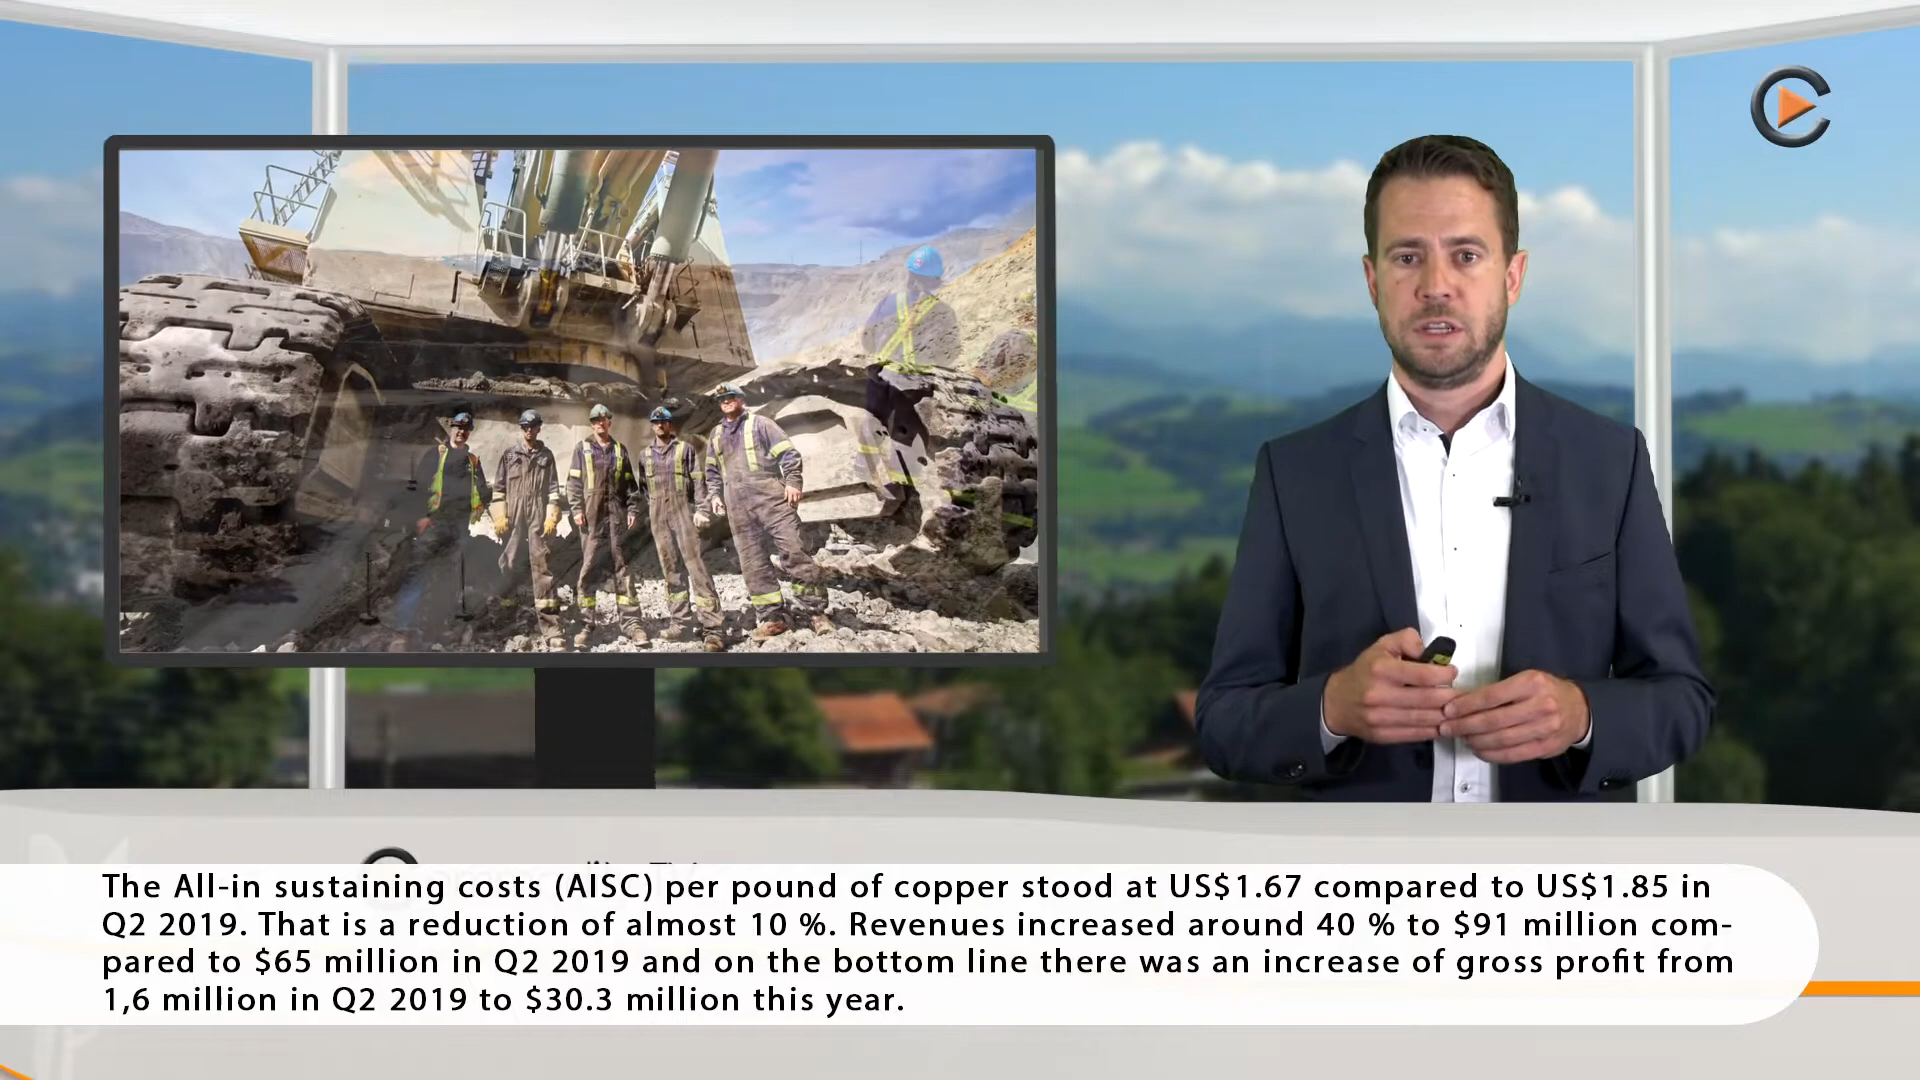 The All-in sustaining costs (AISC) per pound of copper stood at US$1.67 compared to US$1.85 in
Q2 2019. That is a reduction of almost 10 %. Revenues increased around 40 % to $91 million com-
pared to $65 million in Q2 2019 and on the bottom line there was an increase of gross profit from
1,6 million in Q2 2019 to $30.3 million this year.